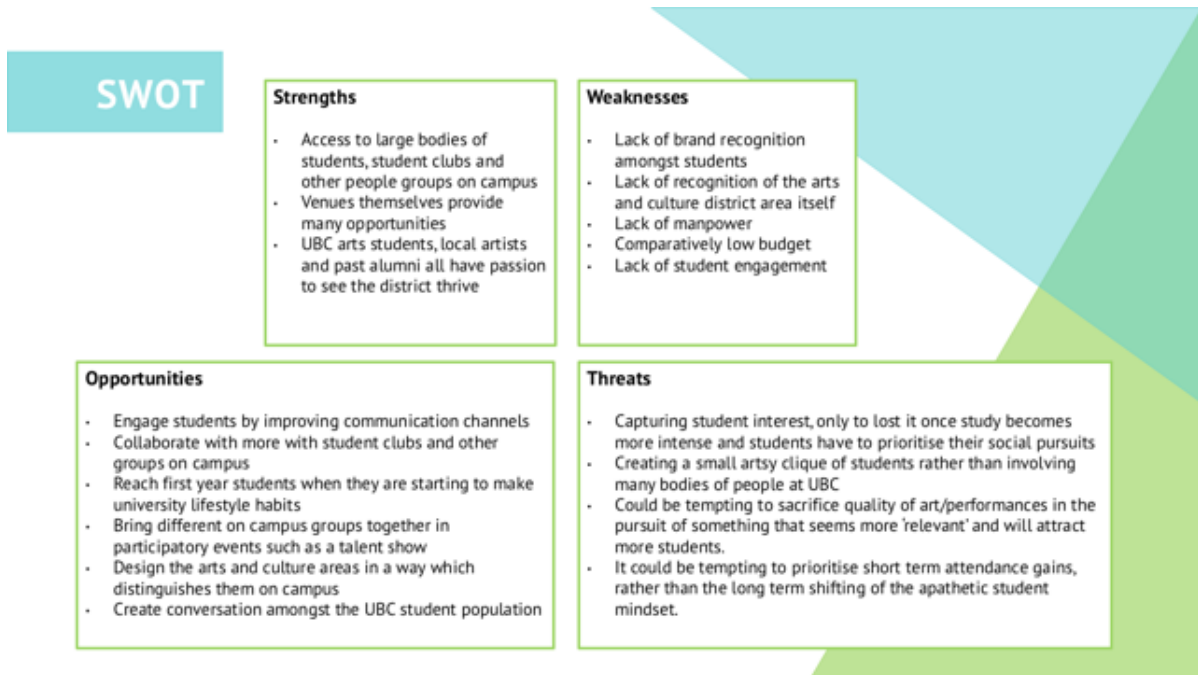 SWOT
Strengths
· Access to large bodies of
students, student clubs and
other people groups on campus
· Venues themselves provide
many opportunities
· UBC arts students, local artists
and past alumni all have passion
to see the district thrive
Weaknesses
· Lack of brand recognition
amongst students
· Lack of recognition of the arts
and culture district area itself
· Lack of manpower
· Comparatively low budget
· Lack of student engagement
Opportunities
· Engage students by improving communication channels
· Collaborate with more with student clubs and other
groups on campus
· Reach first year students when they are starting to make
university lifestyle habits
· Bring different on campus groups together in
participatory events such as a talent show
· Design the arts and culture areas in a way which
distinguishes them on campus
· Create conversation amongst the UBC student population
Threats
· Capturing student interest, only to lost it once study becomes
more intense and students have to prioritise their social pursuits
· Creating a small artsy clique of students rather than involving
many bodies of people at UBC
· Could be tempting to sacrifice quality of art/performances in the
pursuit of something that seems more ‘relevant’ and will attract
more students.
· It could be tempting to prioritise short term attendance gains,
rather than the long term shifting of the apathetic student
mindset.